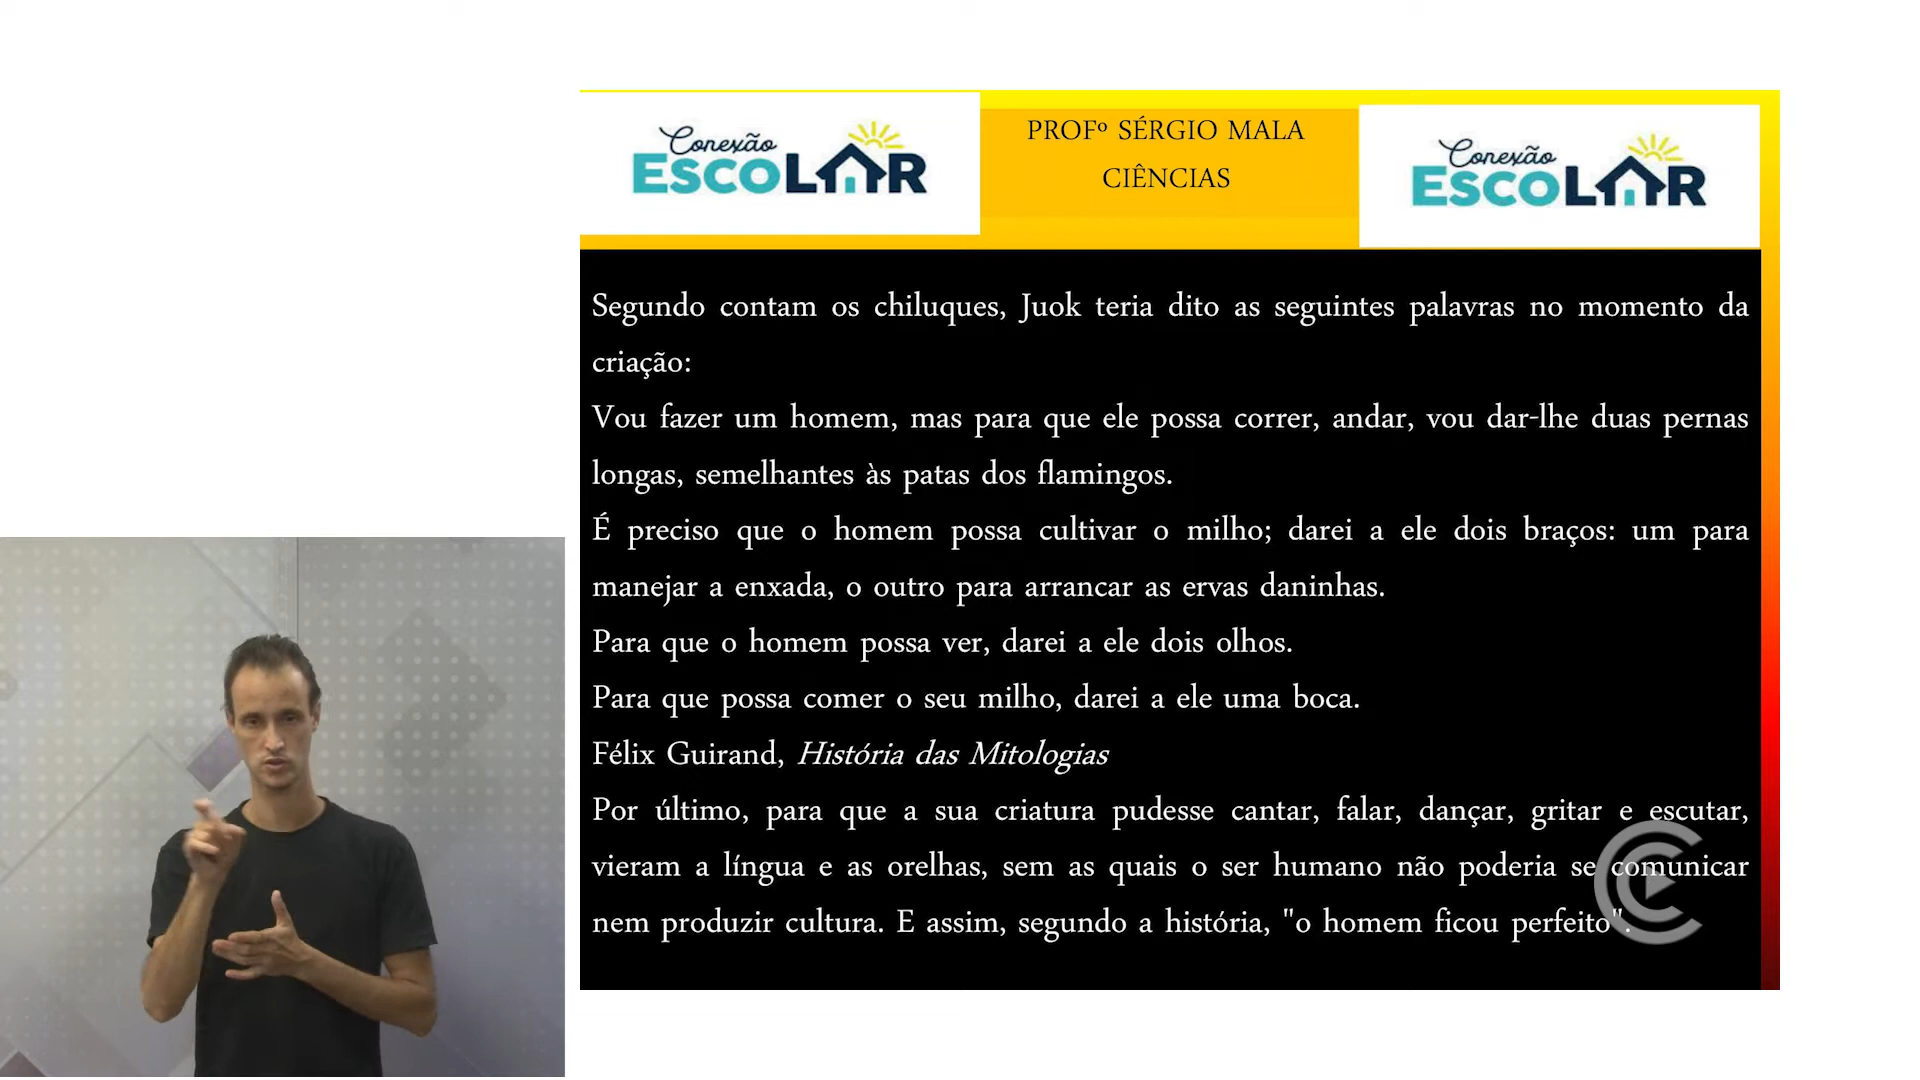 Conexão
ESCOLAR
PROFº SÉRGIO MALA
CIÊNCIAS
Conexão
ESCOLAR
Segundo contam os chiluques, Juok teria dito as seguintes palavras no momento da
criação:
Vou fazer um homem, mas para que ele possa correr, andar, vou dar-lhe duas pernas
longas, semelhantes às patas dos flamingos.
É preciso que o homem possa cultivar o milho; darei a ele dois braços: um para
manejar a enxada, o outro para arrancar as ervas daninhas.
Para que o homem possa ver, darei a ele dois olhos.
Para que possa comer o seu milho, darei a ele uma boca.
Félix Guirand, História das Mitologias
Por último, para que a sua criatura pudesse cantar, falar, dançar, gritar e escutar,
vieram a língua e as orelhas, sem as quais o ser humano não poderia se comunicar
nem produzir cultura. E assim, segundo a história, "o homem ficou perfeito".